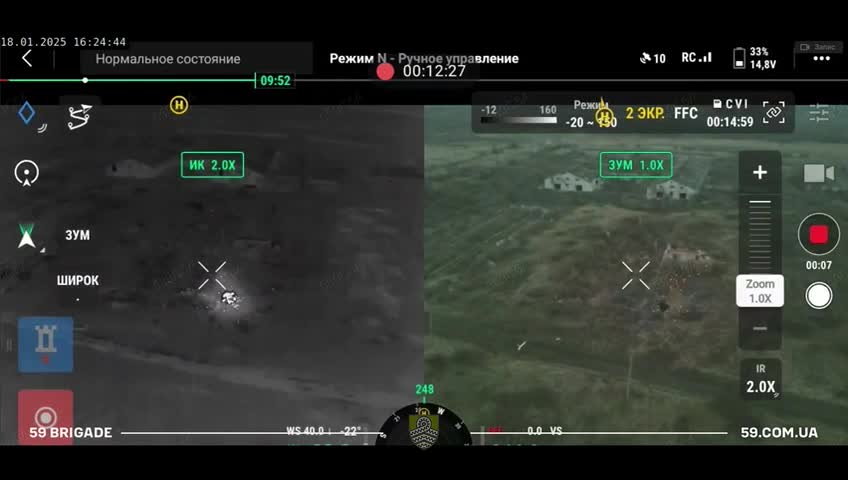 18.01.2025 16:24:44
Нормальное состояние
Режим N - Ручное управление
10
RC
33%
14,8V
Запис
09:52
00:12:27
H
-12 160
Режим
-20 ~ 150
H
2 ЭКР.
FFC
CVI
00:14:59
ИК 2.0X
ЗУМ 1.0X
ЗУМ
ШИРОК
00:07
Zoom
1.0X
IR
2.0X
248
59 BRIGADE
WS 40.0
-22°
W
S
H
0.0 VS
59.COM.UA